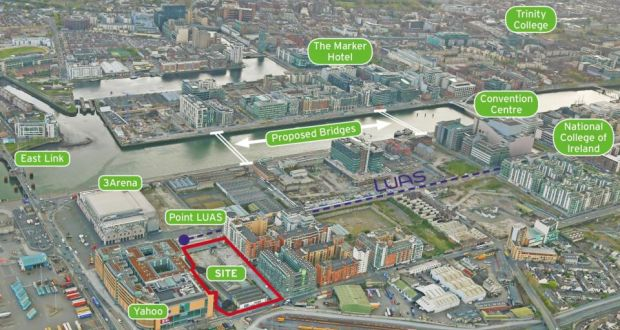 Trinity
College
The Marker
Hotel
Convention
Centre
National
College of
Ireland
Proposed Bridges
East Link
3Arena
LUAS
Point LUAS
SITE
Yahoo